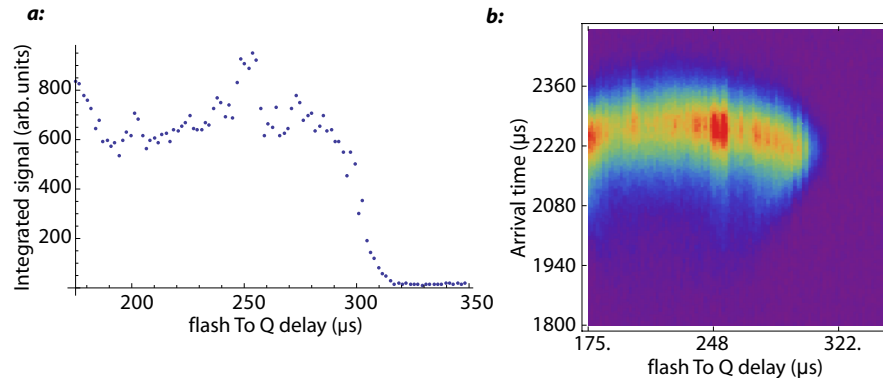 a:
Integrated signal (arb. units)
800
600
400
200
200
250
300
350
flash To Q delay (µs)
b:
Arrival time (µs)
2360
2220
2080
1940
1800
175.
248
322.
flash To Q delay (µs)